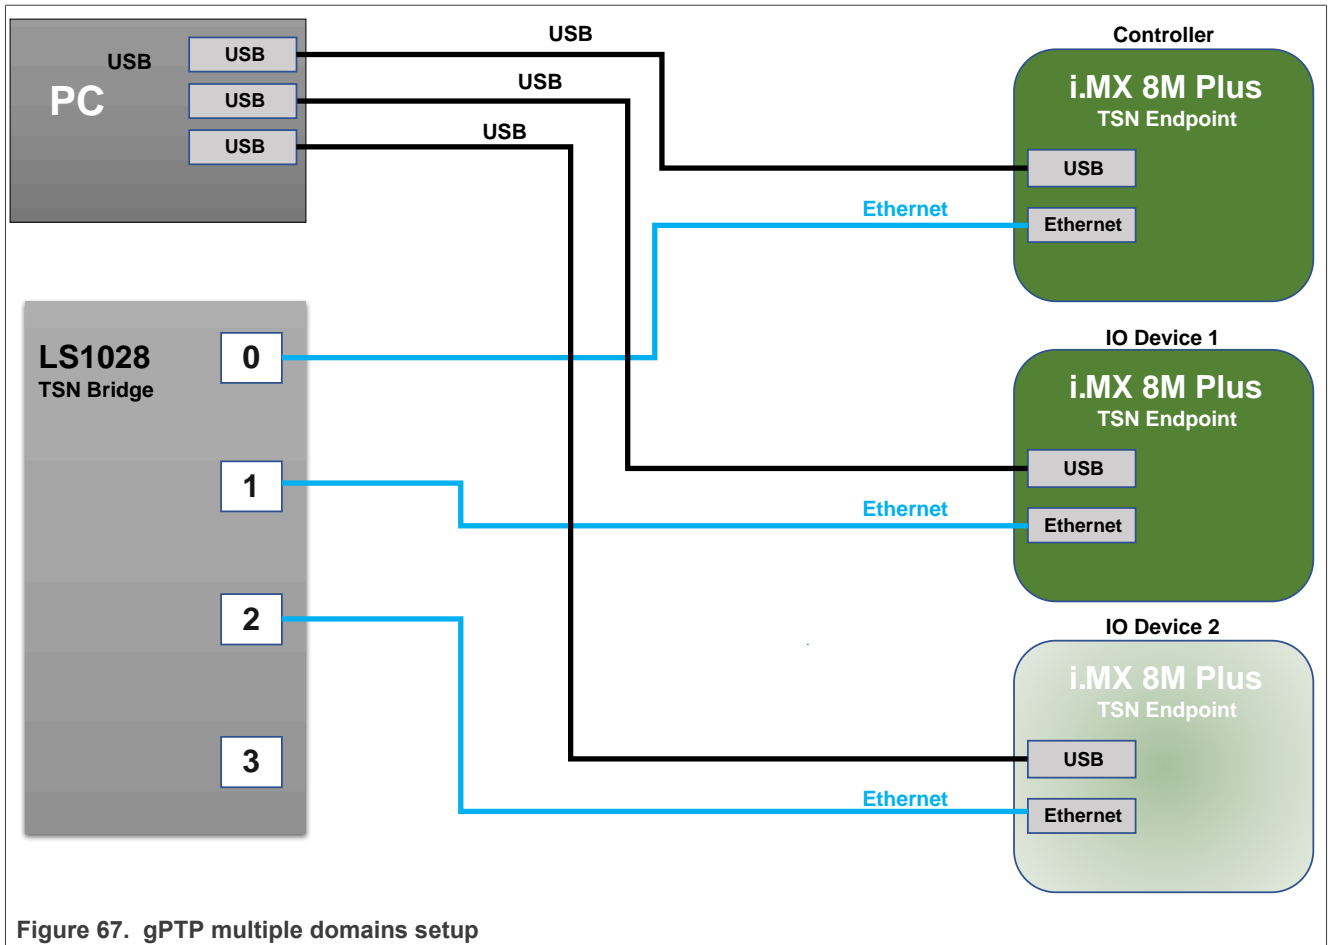 USB
PC
USB
USB
USB
USB
USB
USB
Controller
i.MX 8M Plus
TSN Endpoint
USB
Ethernet
Ethernet
LS1028
TSN Bridge
0
1
2
3
IO Device 1
i.MX 8M Plus
TSN Endpoint
USB
Ethernet
Ethernet
IO Device 2
i.MX 8M Plus
TSN Endpoint
USB
Ethernet
Ethernet
Figure 67. gPTP multiple domains setup